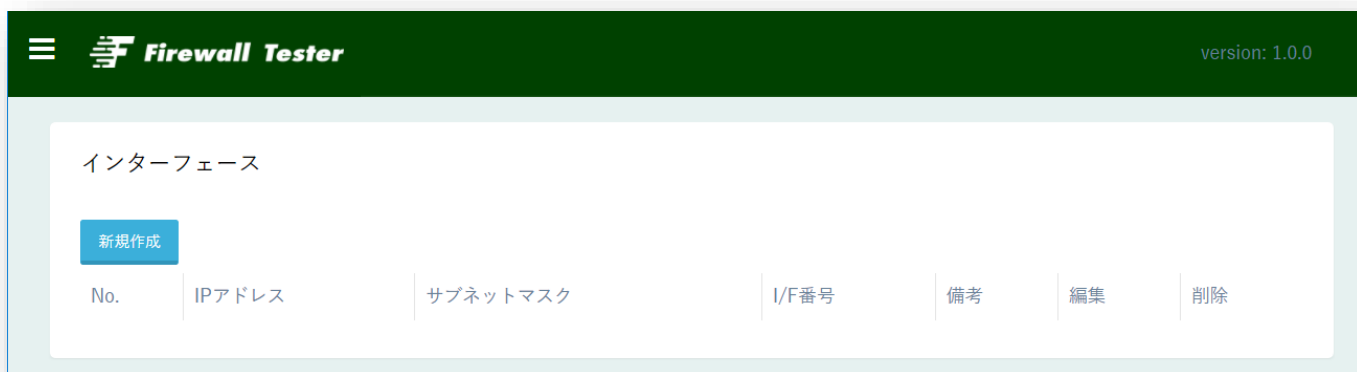 Firewall Tester version: 1.0.0
インターフェース
新規作成
No. IPアドレス サブネットマスク I/F番号 備考 編集 削除